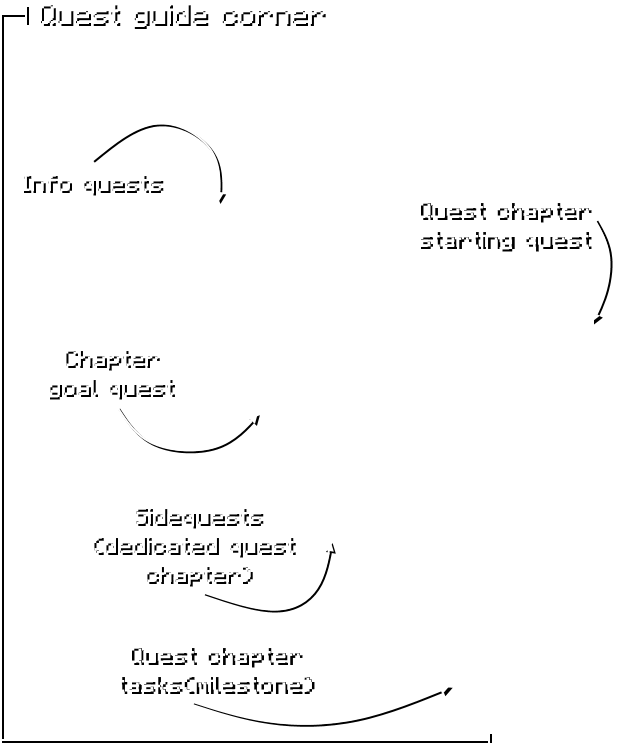 Quest guide corner
Info quests
Quest chapter
starting quest
Chapter
goal quest
Sidequests
(dedicated quest
chapter)
Quest chapter
tasks(milestone)